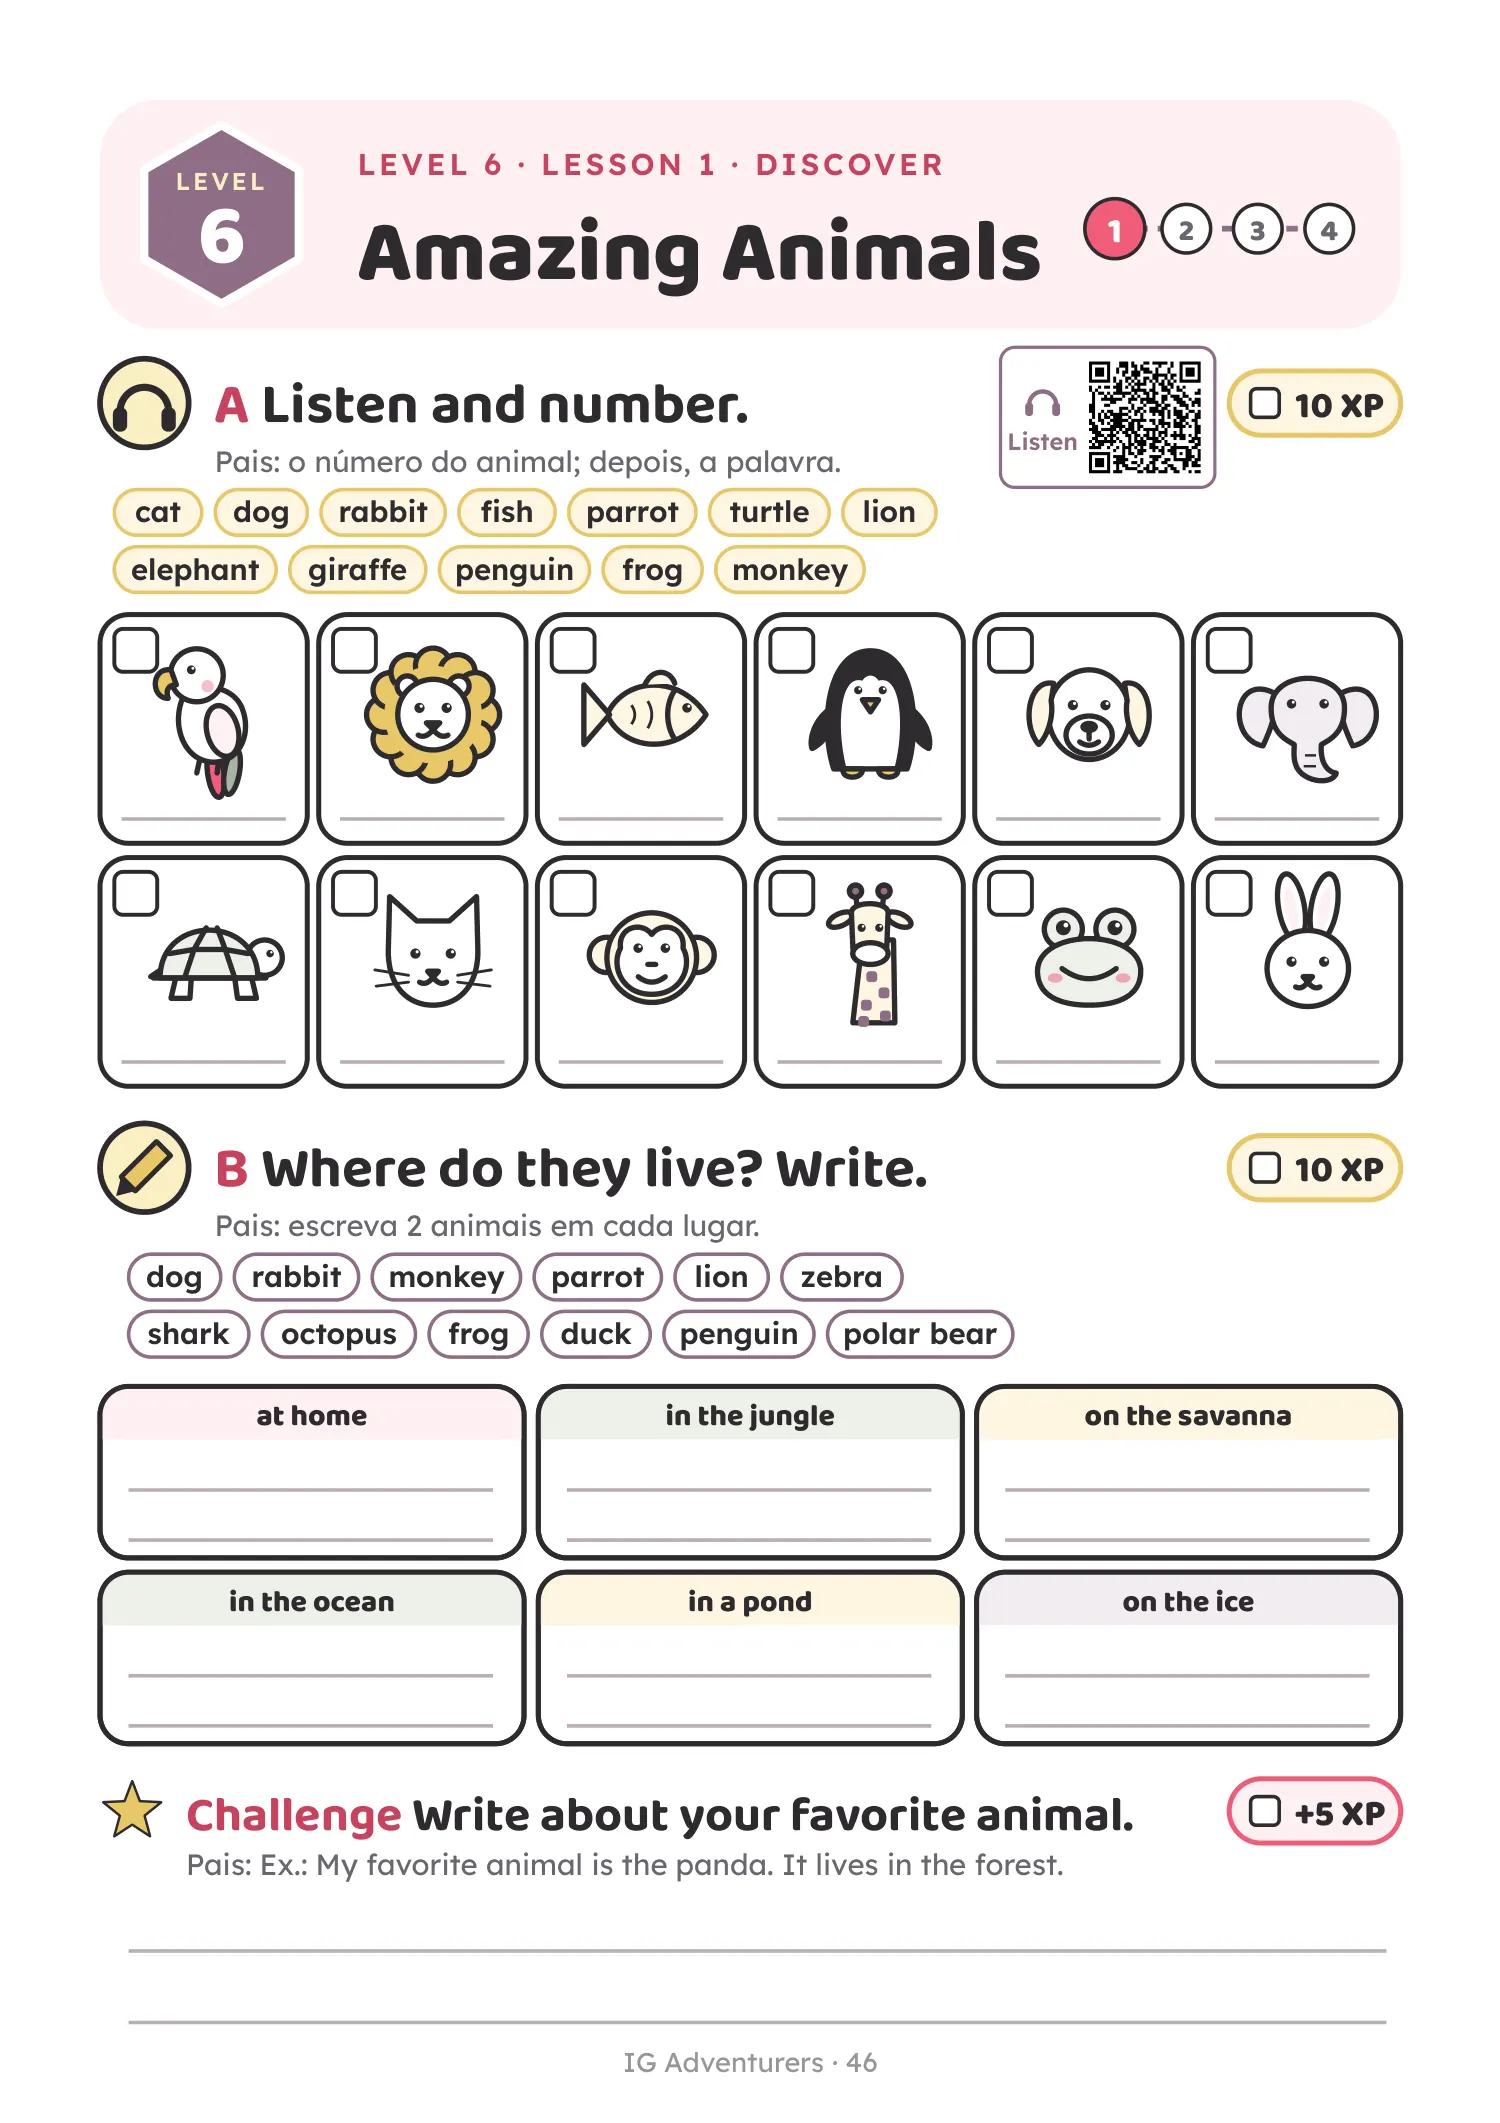 LEVEL
6
LEVEL 6 · LESSON 1 · DISCOVER
Amazing Animals
1 2 3 4
A Listen and number.
Pais: o número do animal; depois, a palavra.
Listen
10 XP
cat dog rabbit fish parrot turtle lion
elephant giraffe penguin frog monkey
B Where do they live? Write.
10 XP
Pais: escreva 2 animais em cada lugar.
dog rabbit monkey parrot lion zebra
shark octopus frog duck penguin polar bear
at home in the jungle on the savanna
in the ocean in a pond on the ice
Challenge Write about your favorite animal.
+5 XP
Pais: Ex.: My favorite animal is the panda. It lives in the forest.
IG Adventurers · 46